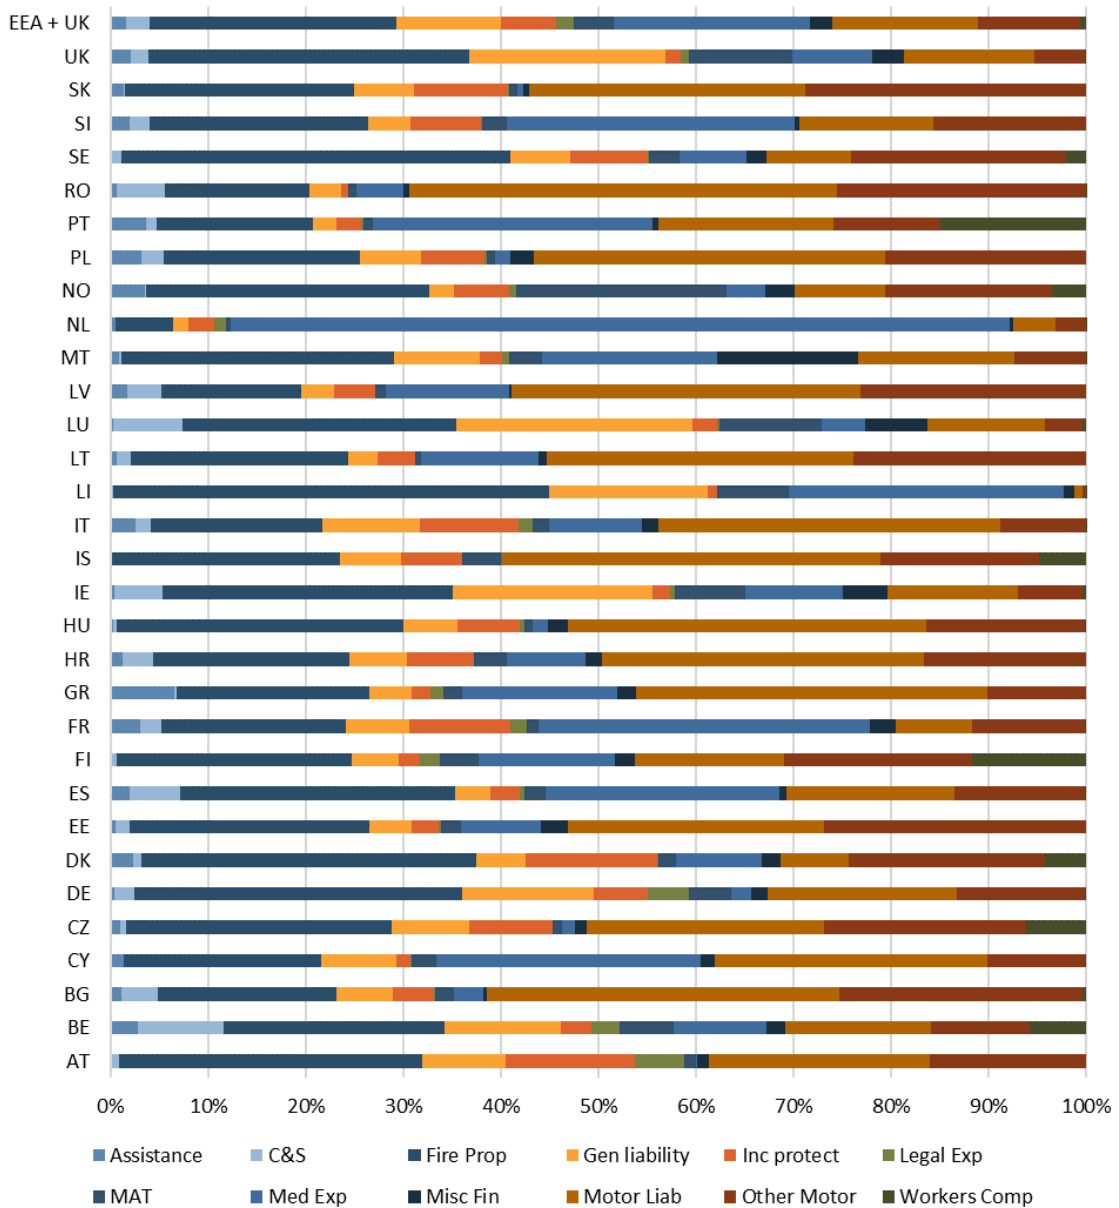 EEA + UK
UK
SK
SI
SE
RO
PT
PL
NO
NL
MT
LV
LU
LT
LI
IT
IS
IE
HU
HR
GR
FR
FI
ES
EE
DK
DE
CZ
CY
BG
BE
AT
0% 10% 20% 30% 40% 50% 60% 70% 80% 90% 100%
Assistance C&S Fire Prop Gen liability Inc protect Legal Exp
MAT Med Exp Misc Fin Motor Liab Other Motor Workers Comp